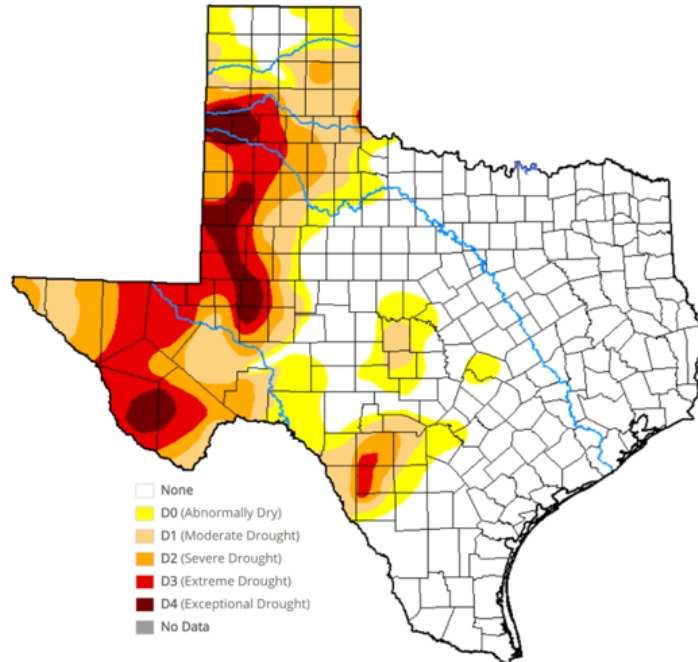 None
D0 (Abnormally Dry)
D1 (Moderate Drought)
D2 (Severe Drought)
D3 (Extreme Drought)
D4 (Exceptional Drought)
No Data